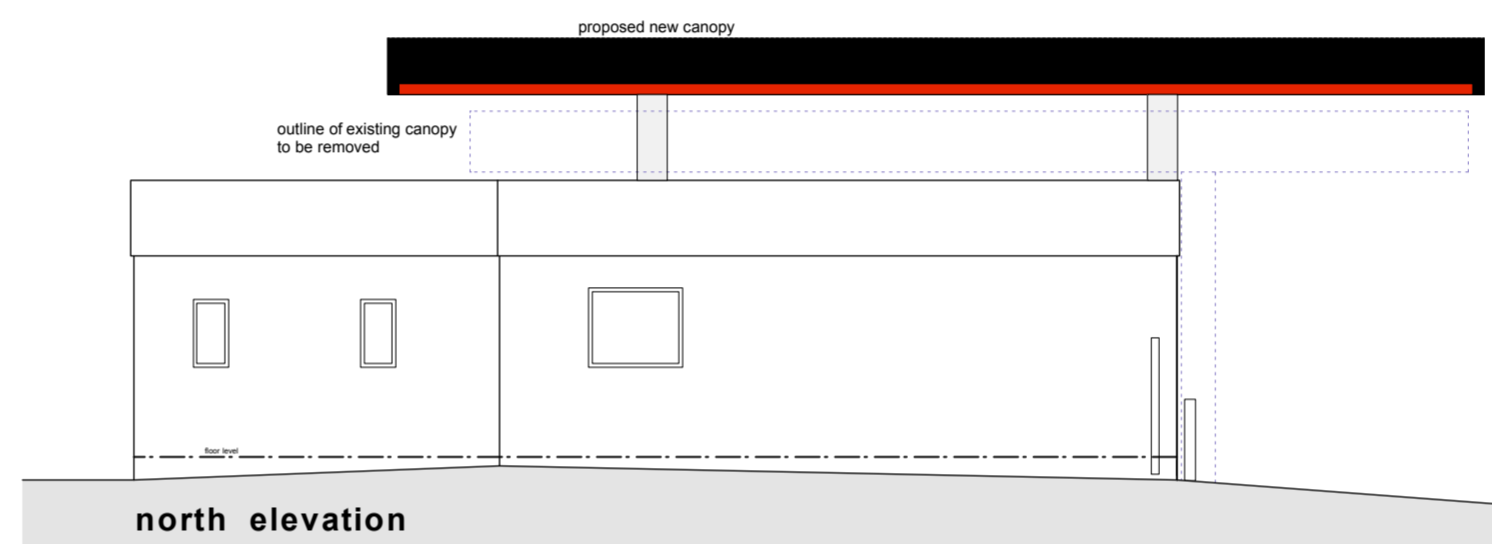 proposed new canopy
outline of existing canopy
to be removed
floor level
north elevation